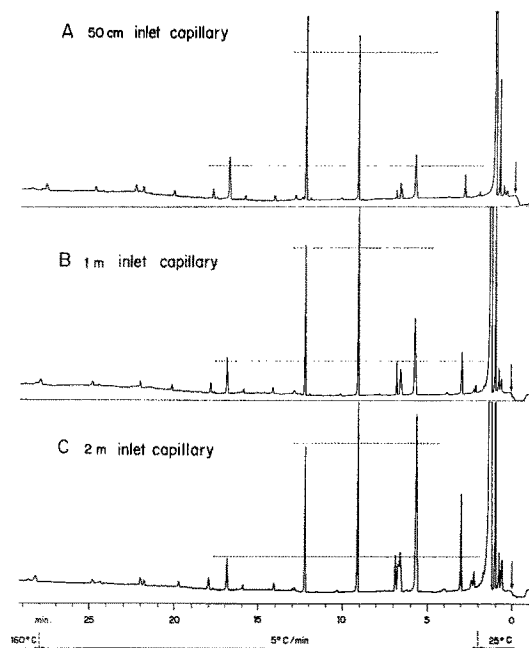 A 50 cm inlet capillary
B 1 m inlet capillary
C 2 m inlet capillary
min. 25 20 15 10 5 0
160°C 5°C/min 25°C